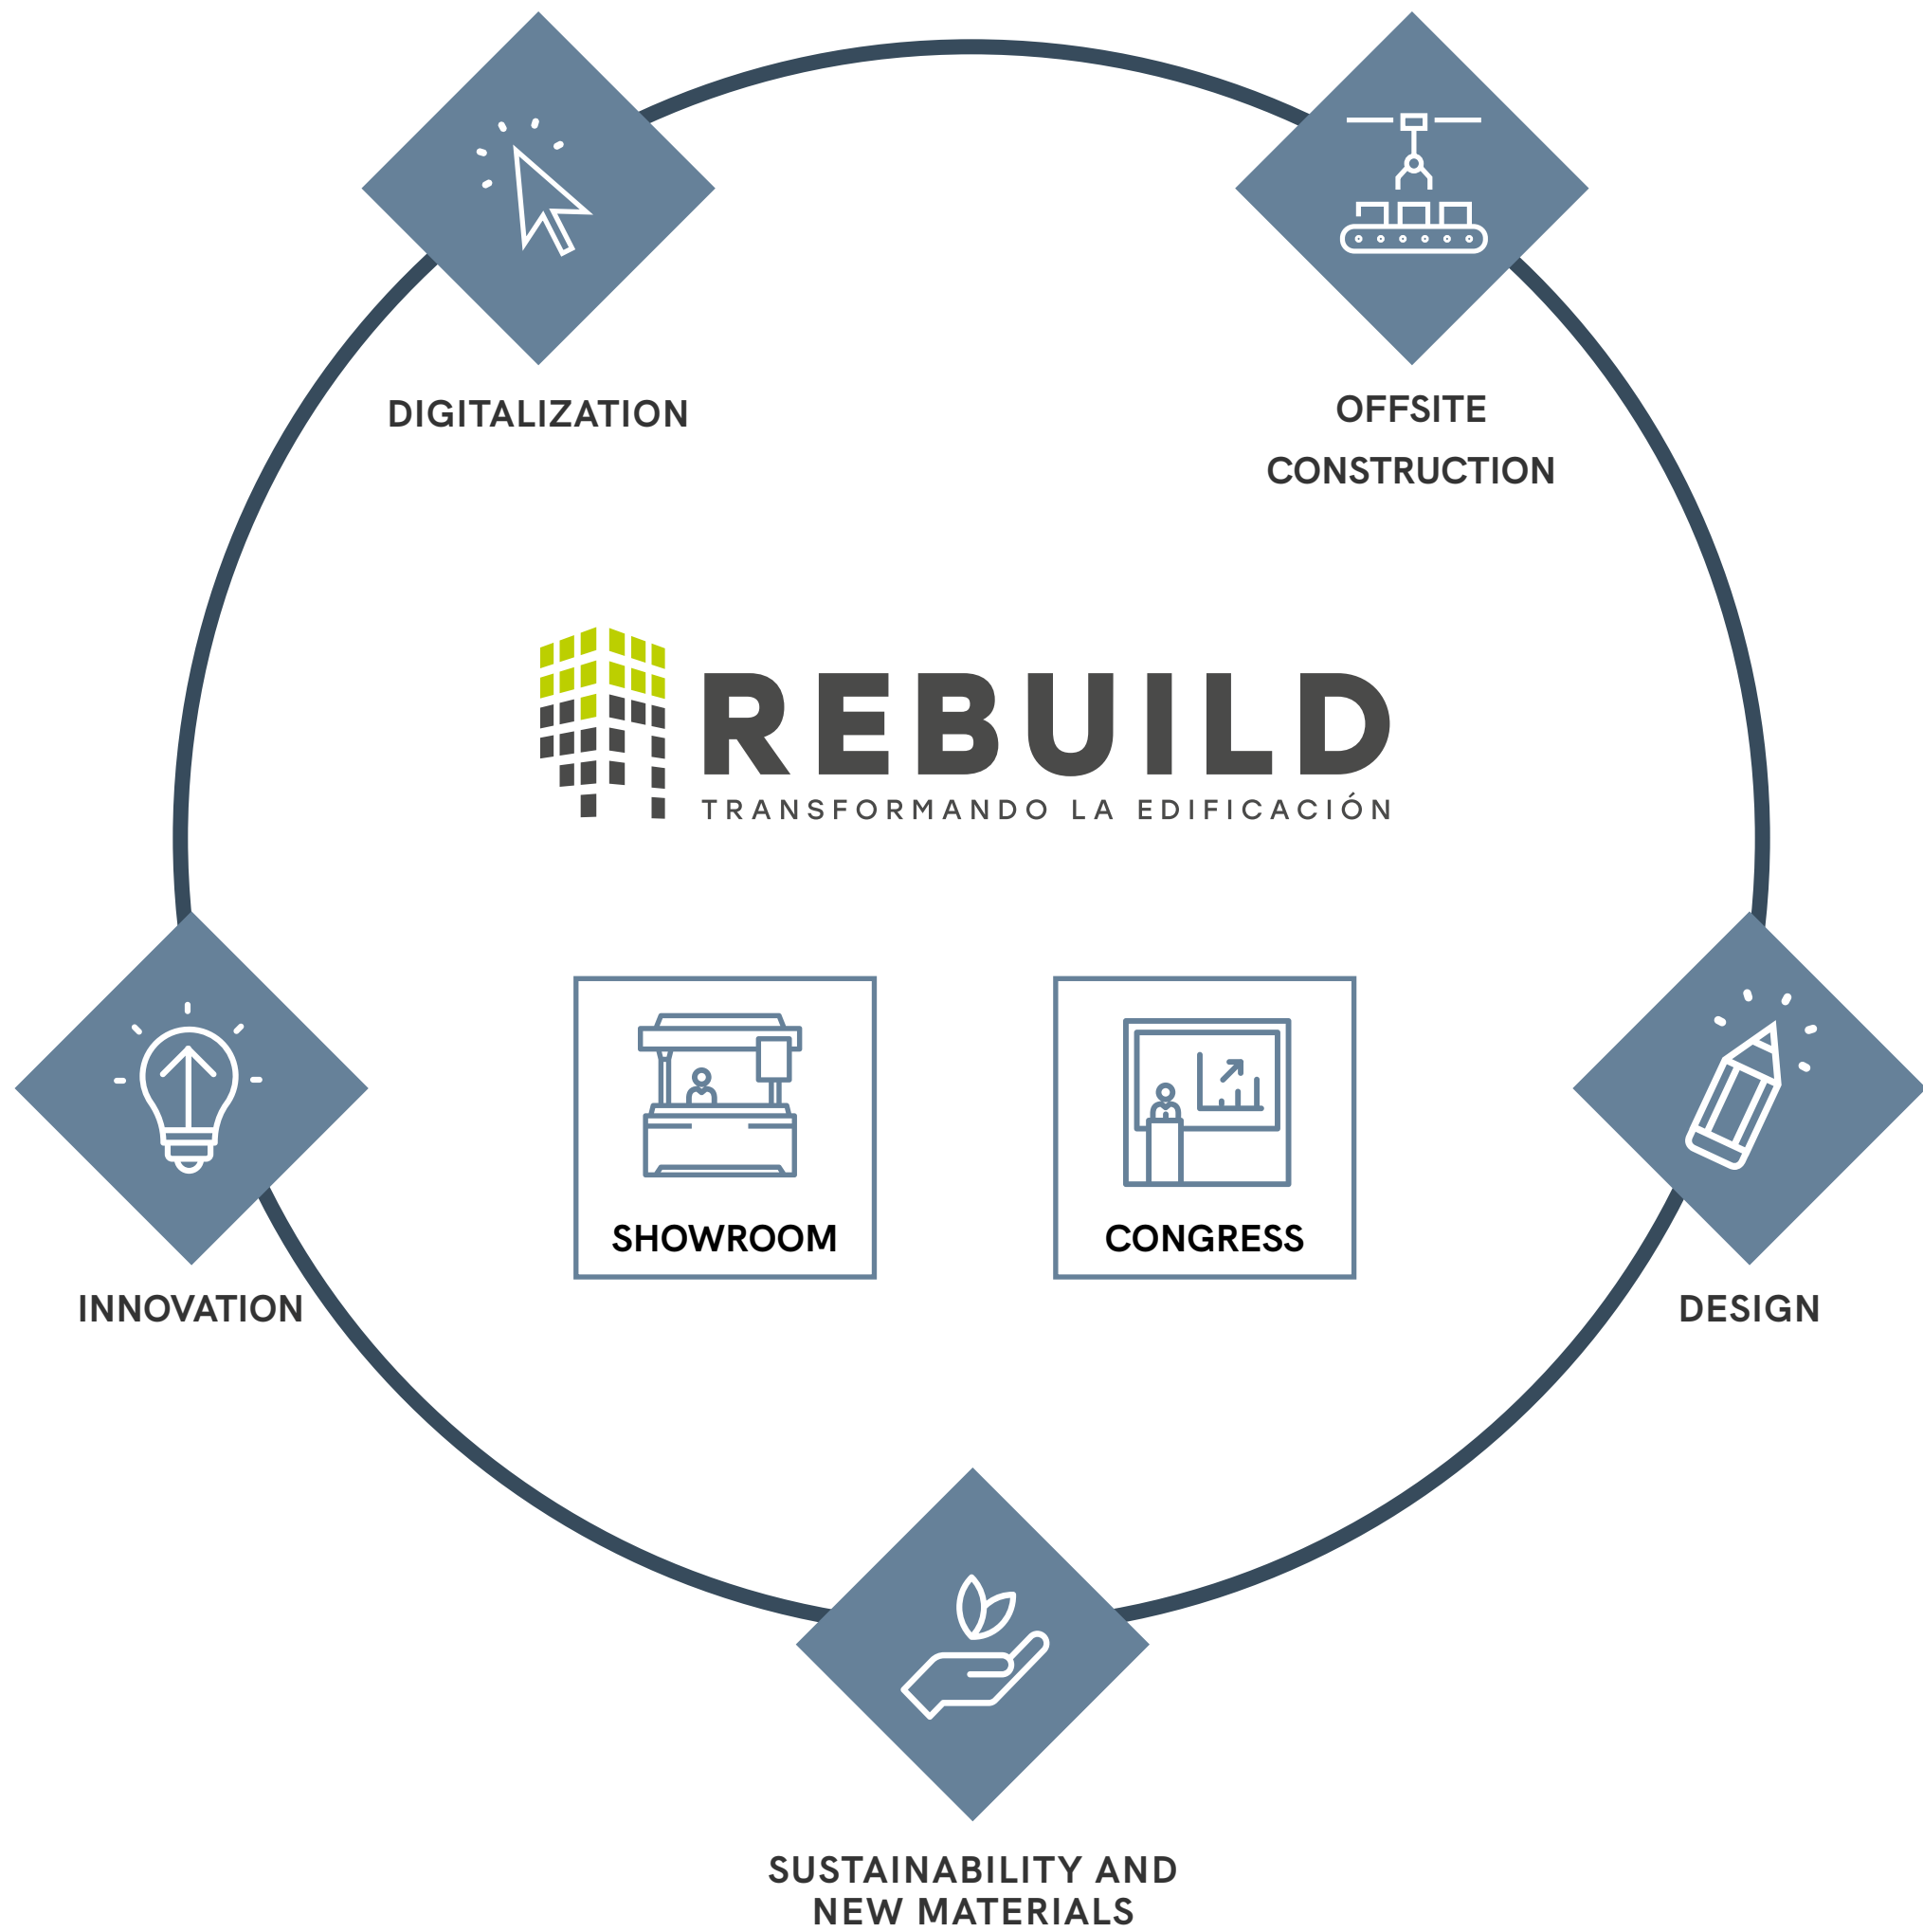 DIGITALIZATION
OFFSITE
CONSTRUCTION
REBUILD
TRANSFORMANDO LA EDIFICACIÓN
SHOWROOM
CONGRESS
INNOVATION
DESIGN
SUSTAINABILITY AND
NEW MATERIALS